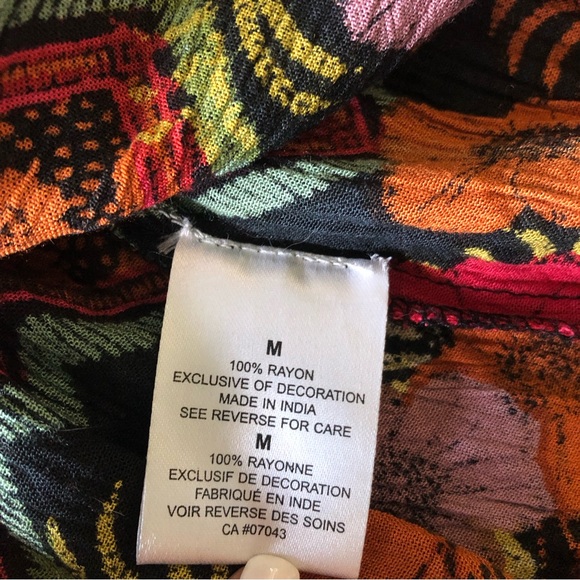 M
100% RAYON
EXCLUSIVE OF DECORATION
MADE IN INDIA
SEE REVERSE FOR CARE
M
100% RAYONNE
EXCLUSIF DE DECORATION
FABRIQUÉ EN INDE
VOIR REVERSE DES SOINS
CA #07043